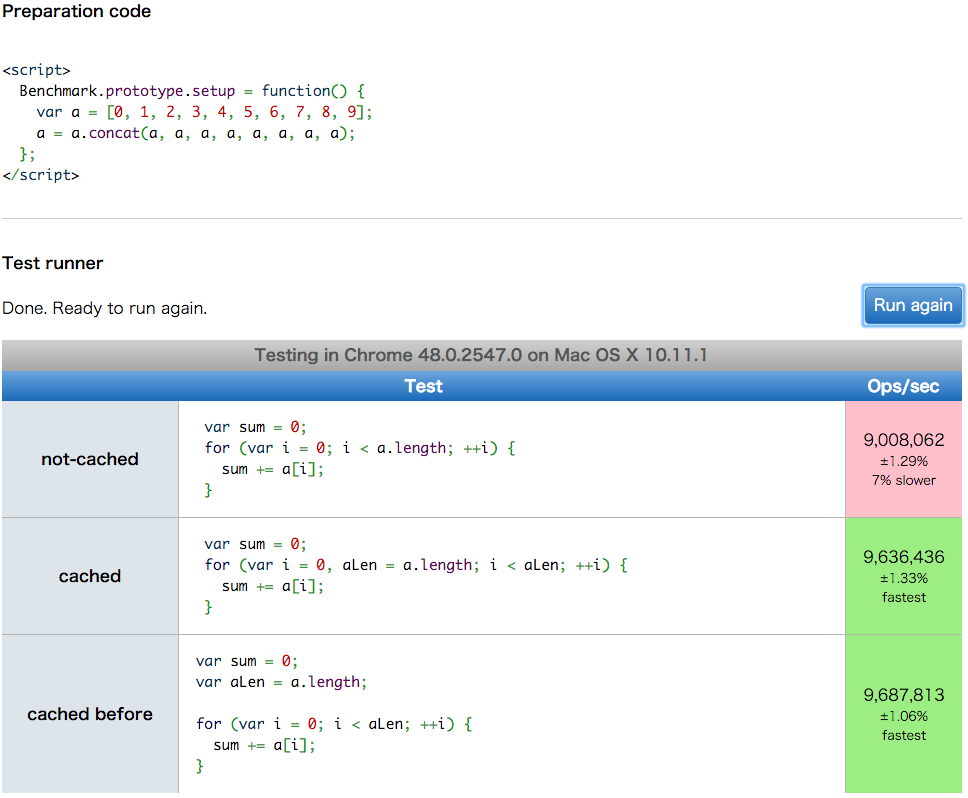 Preparation code
<script>
  Benchmark.prototype.setup = function() {
    var a = [0, 1, 2, 3, 4, 5, 6, 7, 8, 9];
    a = a.concat(a, a, a, a, a, a, a, a);
  };
</script>
Test runner
Done. Ready to run again.
Run again
Testing in Chrome 48.0.2547.0 on Mac OS X 10.11.1
Test Ops/sec
not-cached
var sum = 0;
for (var i = 0; i < a.length; ++i) {
  sum += a[i];
}
9,008,062
±1.29%
7% slower
cached
var sum = 0;
for (var i = 0, aLen = a.length; i < aLen; ++i) {
  sum += a[i];
}
9,636,436
±1.33%
fastest
cached before
var sum = 0;
var aLen = a.length;
for (var i = 0; i < aLen; ++i) {
  sum += a[i];
}
9,687,813
±1.06%
fastest